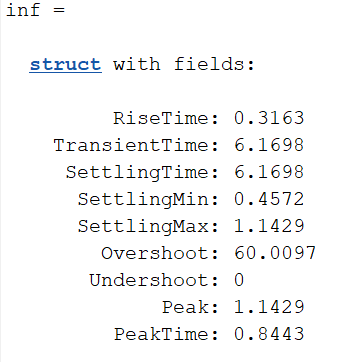 inf =
struct with fields:
RiseTime: 0.3163
TransientTime: 6.1698
SettlingTime: 6.1698
SettlingMin: 0.4572
SettlingMax: 1.1429
Overshoot: 60.0097
Undershoot: 0
Peak: 1.1429
PeakTime: 0.8443